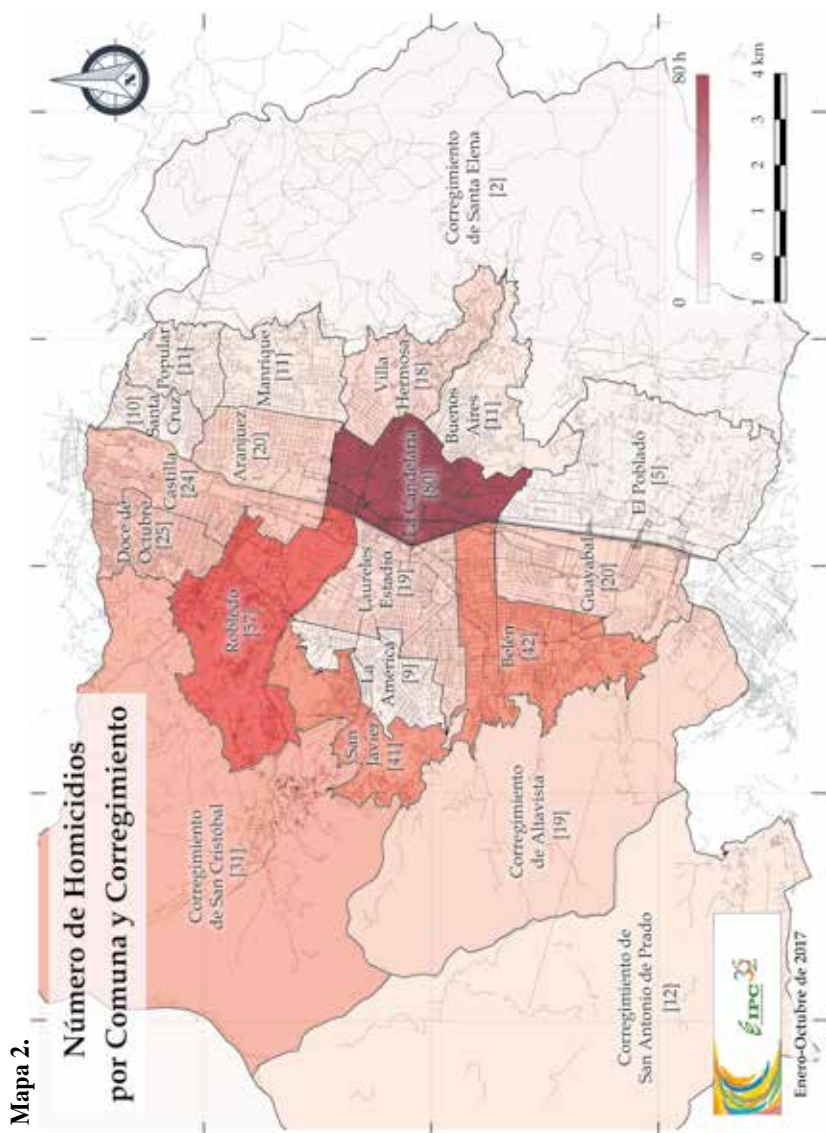 Mapa 2.
Número de Homicidios
por Comuna y Corregimiento
Corregimiento
de San Cristóbal
[31]
Doce de
Octubre
[25]
Castilla
[24]
[10]
Santa
Cruz
Popular
[11]
Aranjuez
[20]
Manrique
[11]
Robledo
[57]
San
Javier
[41]
La
América
[9]
Laureles
Estadio
[19]
La Candelaria
[80]
Villa
Hermosa
[18]
Buenos
Aires
[11]
Corregimiento
de Santa Elena
[2]
Corregimiento
de Altavista
[19]
Belén
[42]
Guayabal
[20]
El Poblado
[5]
Corregimiento de
San Antonio de Prado
[12]
IPC 35
Enero-Octubre de 2017
0 80 h
1 0 1 2 3 4 km
N